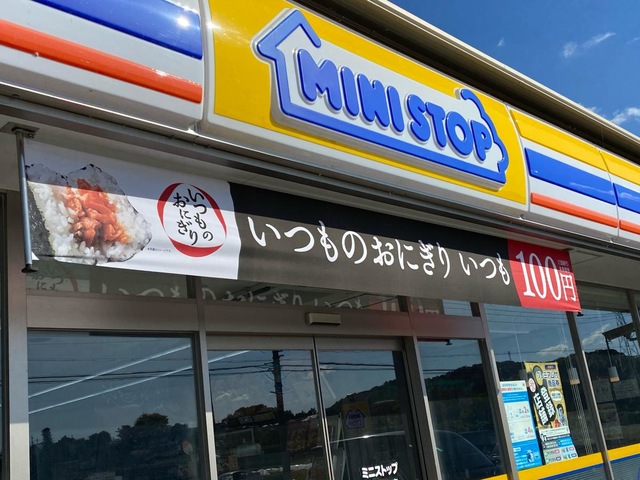 MINI STOP
いつもの
おにぎり
いつものおにぎり いつも
100円
ミニストップ